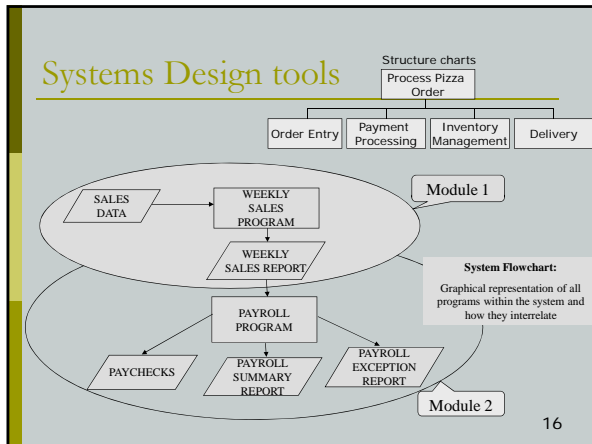 Systems Design tools
Structure charts
Process Pizza
Order
Order Entry
Payment
Processing
Inventory
Management
Delivery
Module 1
SALES
DATA
WEEKLY
SALES
PROGRAM
WEEKLY
SALES REPORT
System Flowchart:
Graphical representation of all
programs within the system and
how they interrelate
PAYROLL
PROGRAM
PAYCHECKS
PAYROLL
SUMMARY
REPORT
PAYROLL
EXCEPTION
REPORT
Module 2
16